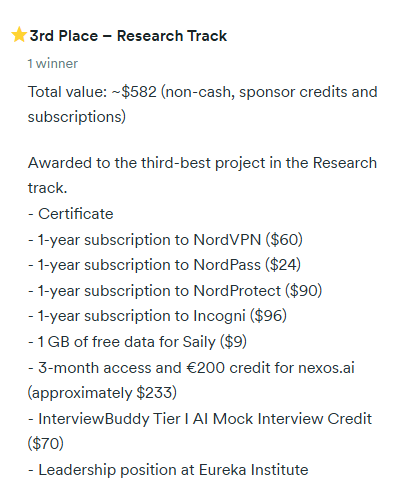 ⭐3rd Place – Research Track
1 winner
Total value: ~$582 (non-cash, sponsor credits and
subscriptions)
Awarded to the third-best project in the Research
track.
- Certificate
- 1-year subscription to NordVPN ($60)
- 1-year subscription to NordPass ($24)
- 1-year subscription to NordProtect ($90)
- 1-year subscription to Incogni ($96)
- 1 GB of free data for Saily ($9)
- 3-month access and €200 credit for nexos.ai
(approximately $233)
- InterviewBuddy Tier I AI Mock Interview Credit
($70)
- Leadership position at Eureka Institute